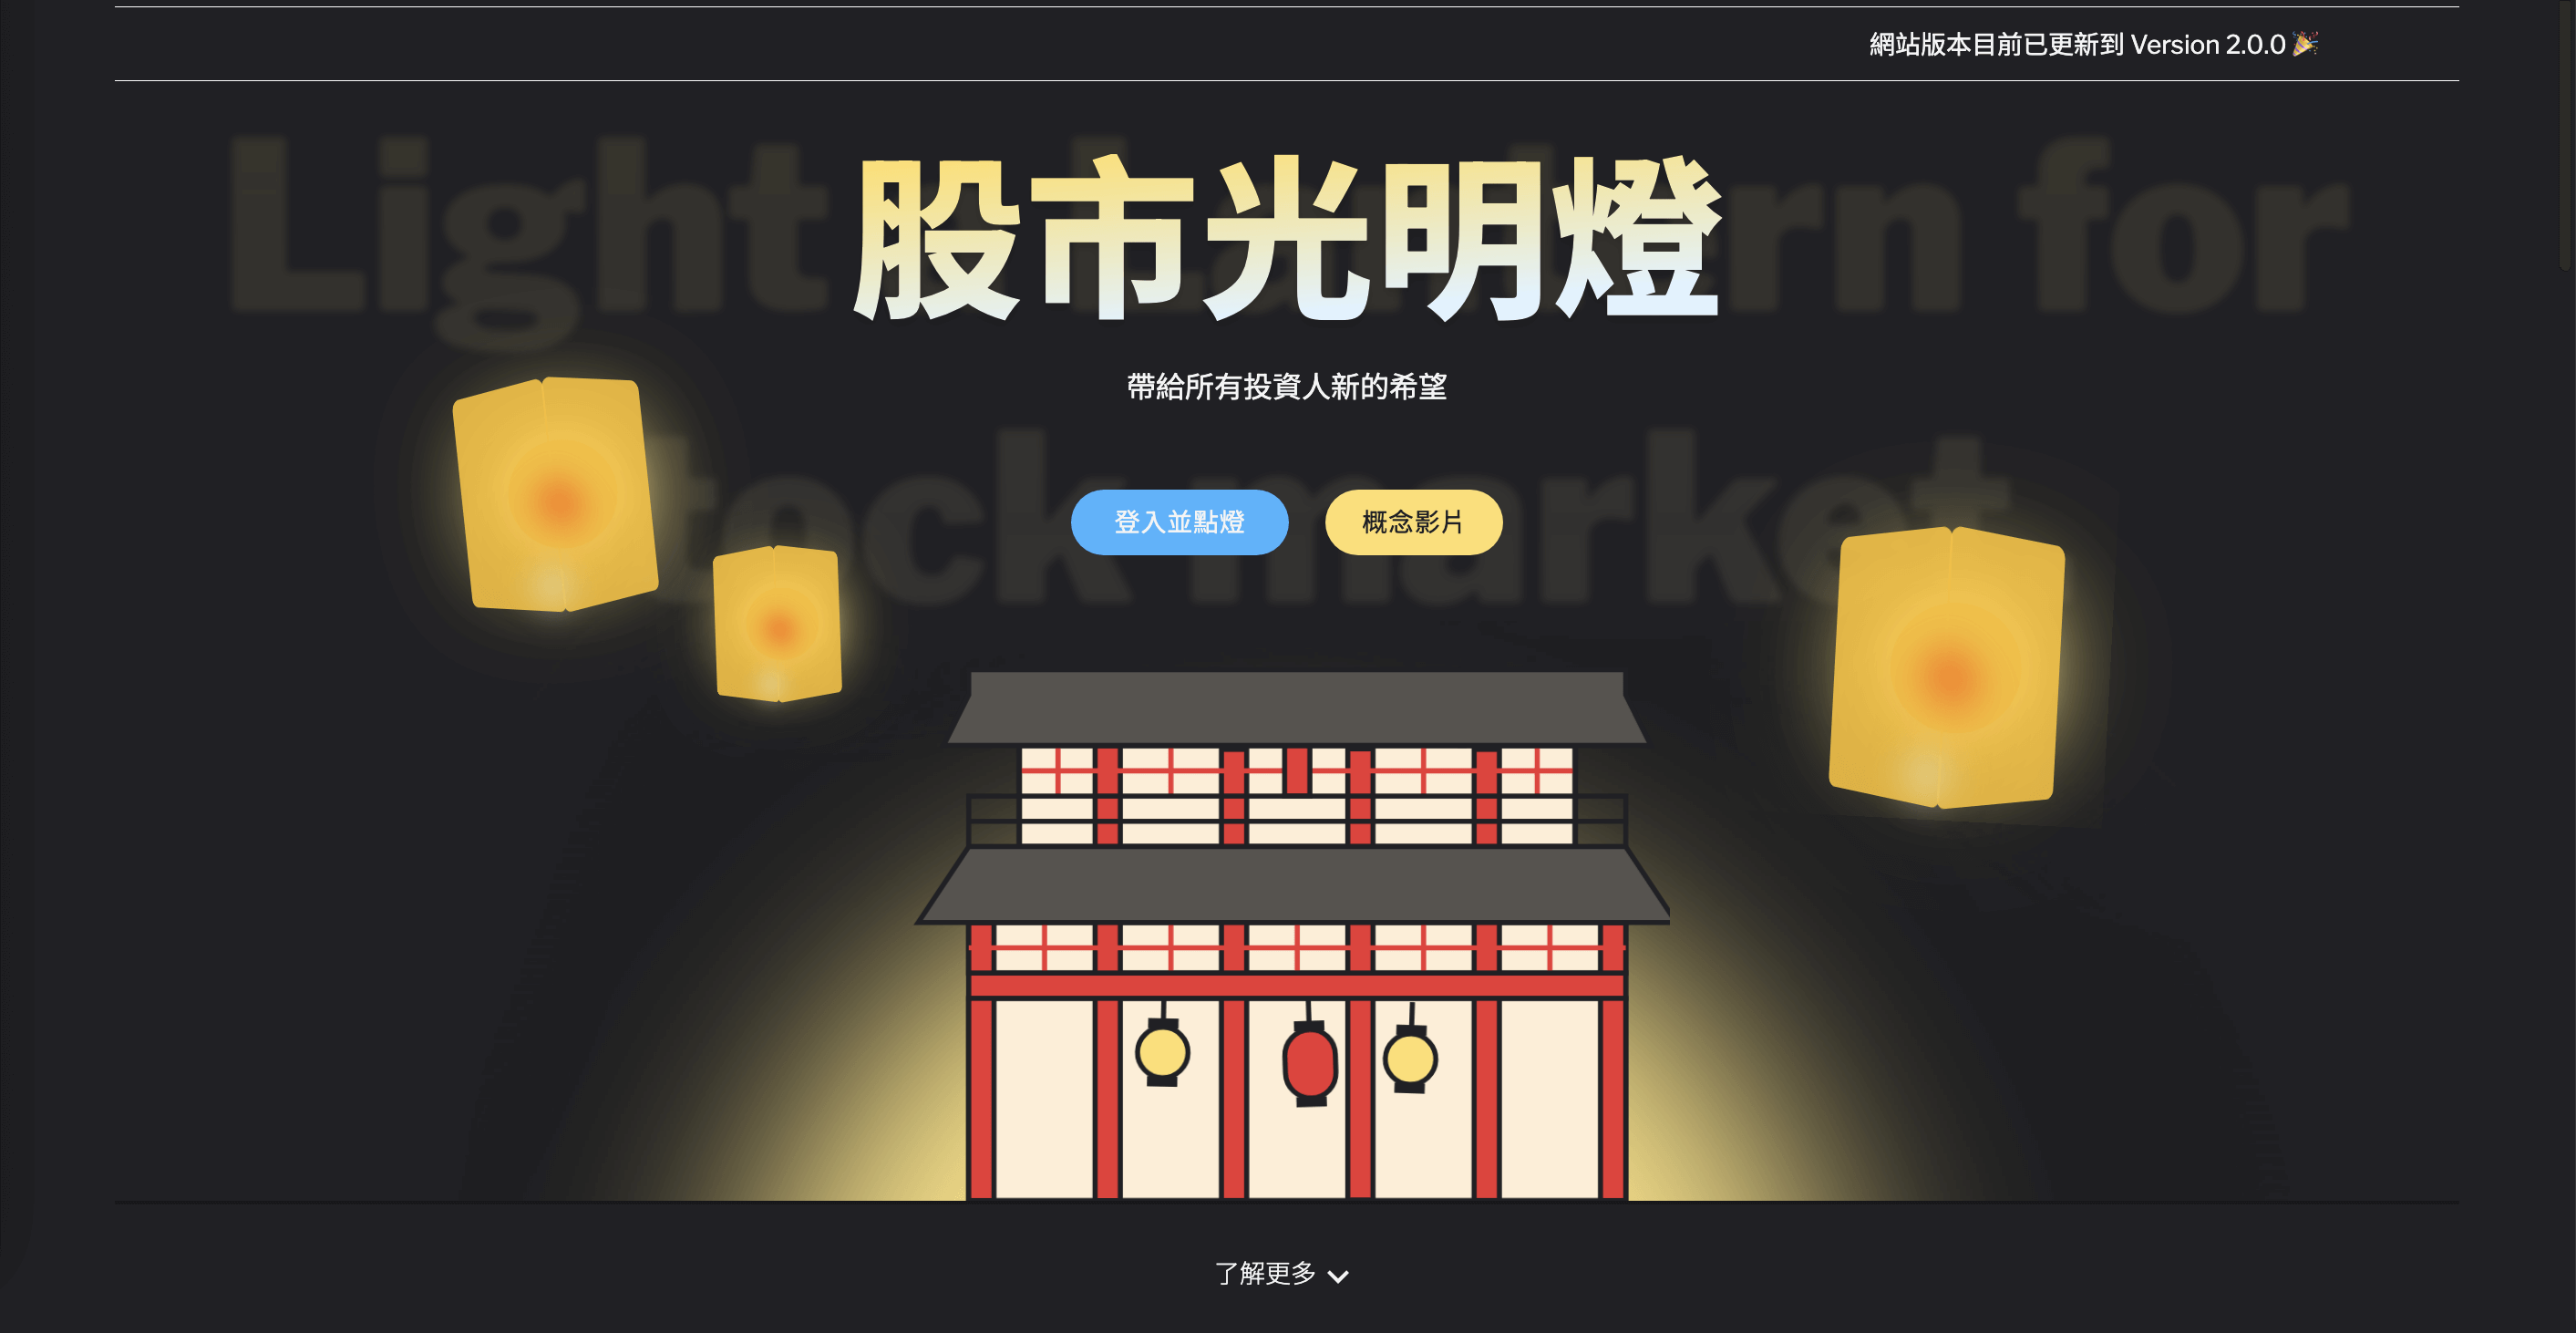 網站版本目前已更新到 Version 2.0.0 🎉
Light Lantern for
股市光明燈
帶給所有投資人新的希望
Stock market
登入並點燈
概念影片
了解更多